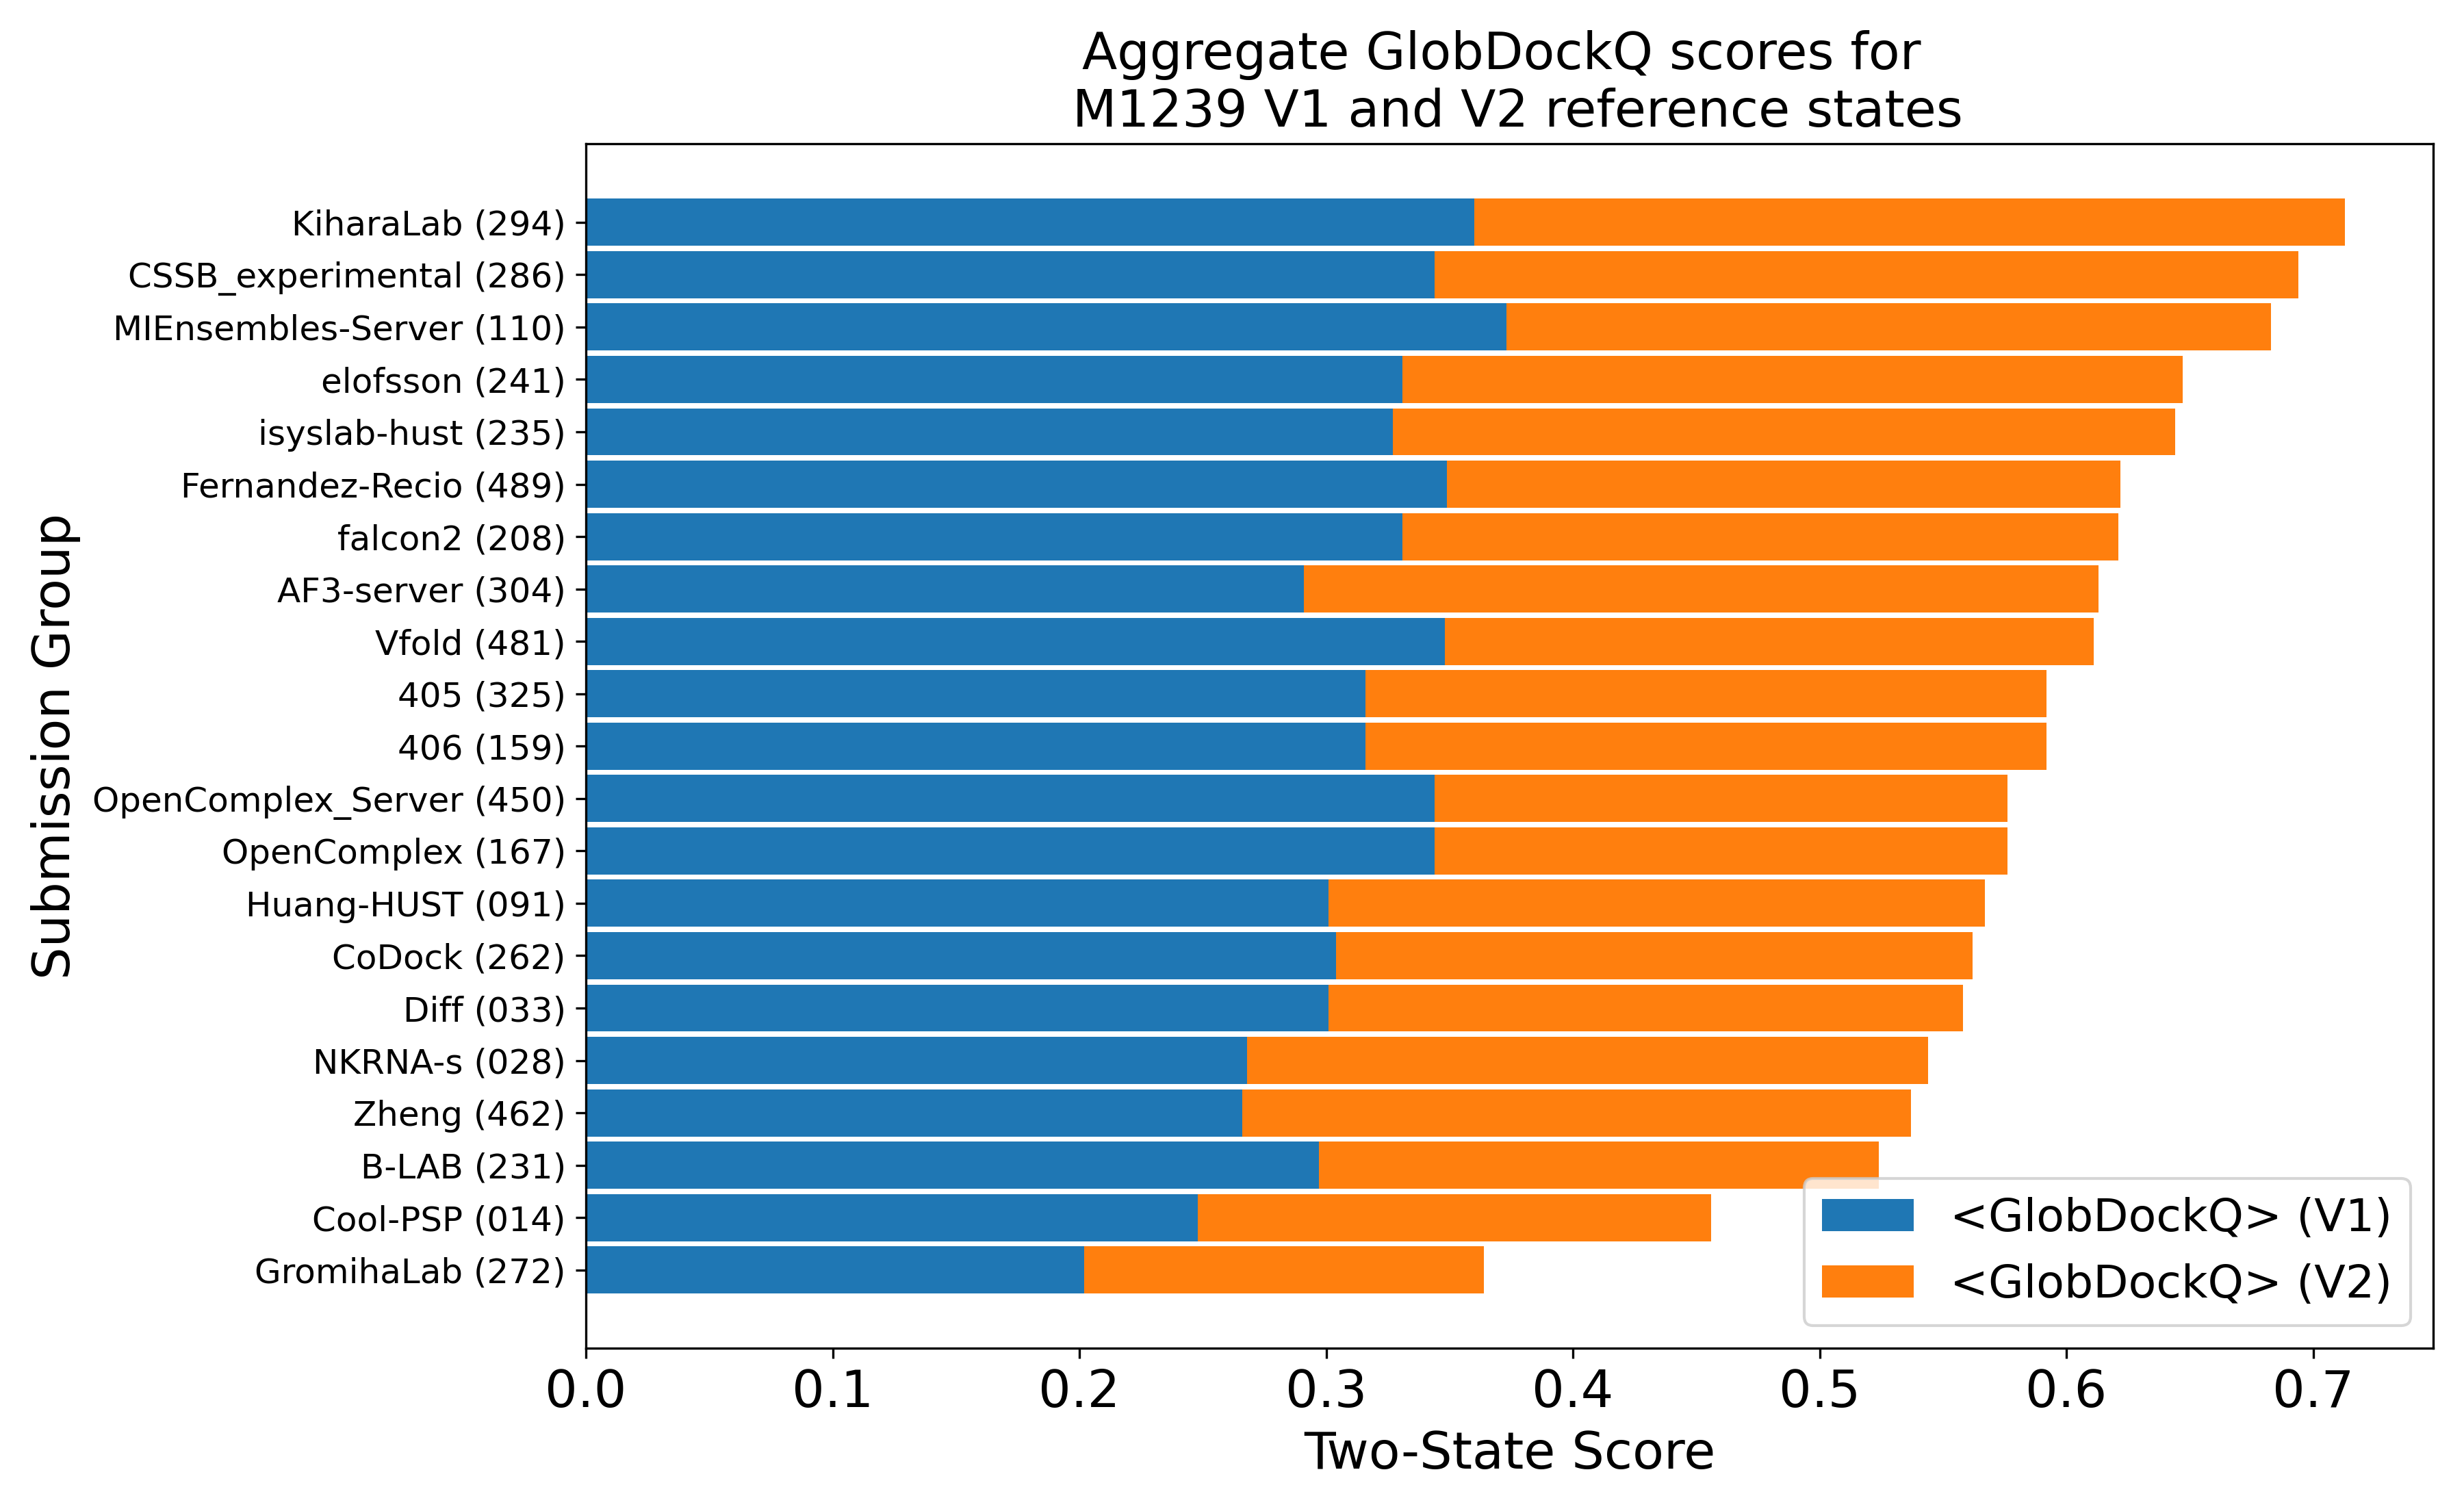 Aggregate GlobDockQ scores for
M1239 V1 and V2 reference states
Submission Group
KiharaLab (294)
CSSB_experimental (286)
MIEnsembles-Server (110)
elofsson (241)
isyslab-hust (235)
Fernandez-Recio (489)
falcon2 (208)
AF3-server (304)
Vfold (481)
405 (325)
406 (159)
OpenComplex_Server (450)
OpenComplex (167)
Huang-HUST (091)
CoDock (262)
Diff (033)
NKRNA-s (028)
Zheng (462)
B-LAB (231)
Cool-PSP (014)
GromihaLab (272)
<GlobDockQ> (V1)
<GlobDockQ> (V2)
0.0 0.1 0.2 0.3 0.4 0.5 0.6 0.7
Two-State Score